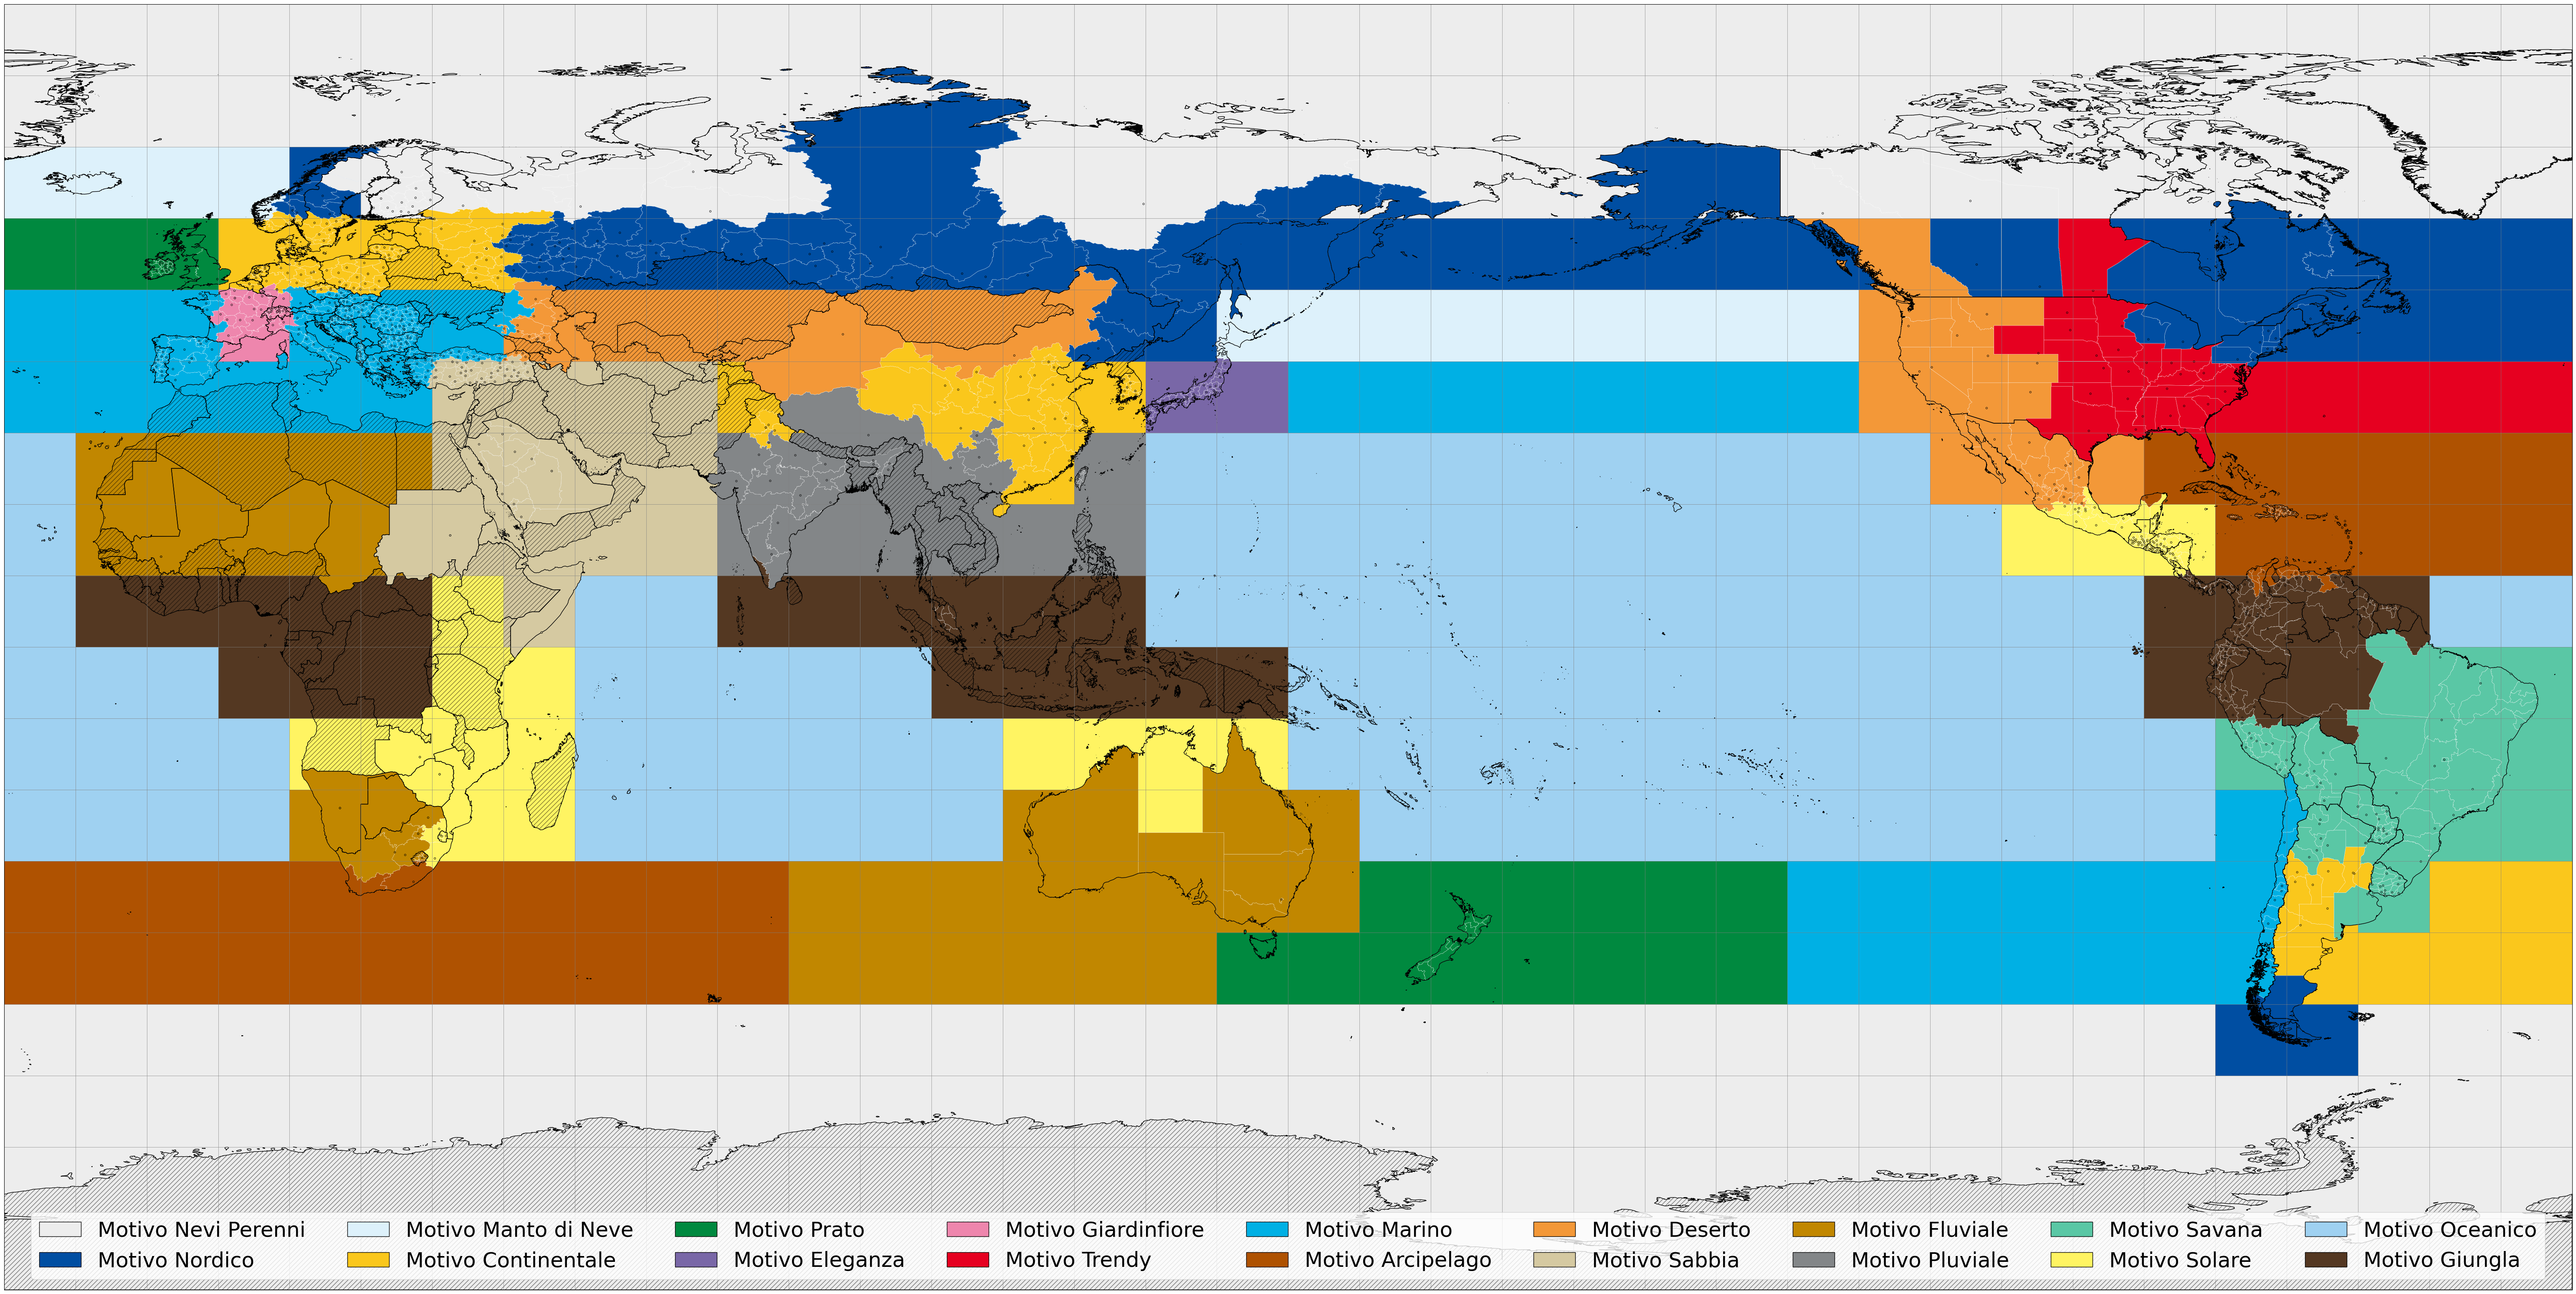 Motivo Nevi Perenni Motivo Manto di Neve Motivo Prato Motivo Giardinfiore Motivo Marino Motivo Deserto Motivo Fluviale Motivo Savana Motivo Oceanico
Motivo Nordico Motivo Continentale Motivo Eleganza Motivo Trendy Motivo Arcipelago Motivo Sabbia Motivo Pluviale Motivo Solare Motivo Giungla